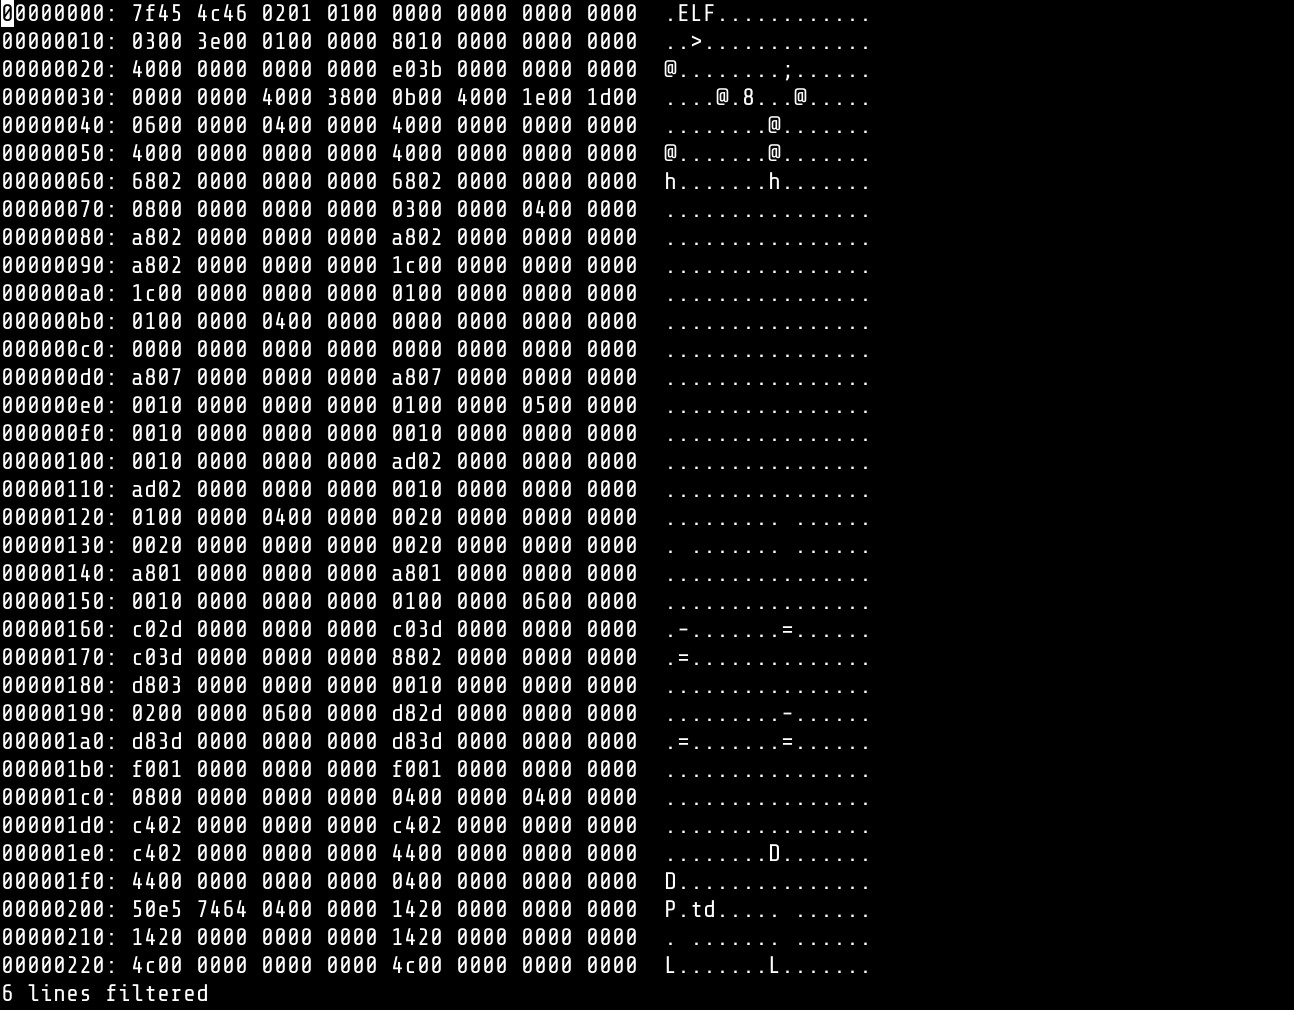 00000000: 7f45 4c46 0201 0100 0000 0000 0000 0000  .ELF............
00000010: 0300 3e00 0100 0000 8010 0000 0000 0000  ..>.............
00000020: 4000 0000 0000 0000 e03b 0000 0000 0000  @........;......
00000030: 0000 0000 4000 3800 0b00 4000 1e00 1d00  ....@.8...@.....
00000040: 0600 0000 0400 0000 4000 0000 0000 0000  ........@.......
00000050: 4000 0000 0000 0000 4000 0000 0000 0000  @.......@.......
00000060: 6802 0000 0000 0000 6802 0000 0000 0000  h.......h.......
00000070: 0800 0000 0000 0000 0300 0000 0400 0000  ................
00000080: a802 0000 0000 0000 a802 0000 0000 0000  ................
00000090: a802 0000 0000 0000 1c00 0000 0000 0000  ................
000000a0: 1c00 0000 0000 0000 0100 0000 0000 0000  ................
000000b0: 0100 0000 0400 0000 0000 0000 0000 0000  ................
000000c0: 0000 0000 0000 0000 0000 0000 0000 0000  ................
000000d0: a807 0000 0000 0000 a807 0000 0000 0000  ................
000000e0: 0010 0000 0000 0000 0100 0000 0500 0000  ................
000000f0: 0010 0000 0000 0000 0010 0000 0000 0000  ................
00000100: 0010 0000 0000 0000 ad02 0000 0000 0000  ................
00000110: ad02 0000 0000 0000 0010 0000 0000 0000  ................
00000120: 0100 0000 0400 0000 0020 0000 0000 0000  ......... ......
00000130: 0020 0000 0000 0000 0020 0000 0000 0000  . ....... ......
00000140: a801 0000 0000 0000 a801 0000 0000 0000  ................
00000150: 0010 0000 0000 0000 0100 0000 0600 0000  ................
00000160: c02d 0000 0000 0000 c03d 0000 0000 0000  .-.......=......
00000170: c03d 0000 0000 0000 8802 0000 0000 0000  .=..............
00000180: d803 0000 0000 0000 0010 0000 0000 0000  ................
00000190: 0200 0000 0600 0000 d82d 0000 0000 0000  .........-......
000001a0: d83d 0000 0000 0000 d83d 0000 0000 0000  .=.......=......
000001b0: f001 0000 0000 0000 f001 0000 0000 0000  ................
000001c0: 0800 0000 0000 0000 0400 0000 0400 0000  ................
000001d0: c402 0000 0000 0000 c402 0000 0000 0000  ................
000001e0: c402 0000 0000 0000 4400 0000 0000 0000  ........D.......
000001f0: 4400 0000 0000 0000 0400 0000 0000 0000  D...............
00000200: 50e5 7464 0400 0000 1420 0000 0000 0000  P.td..... ......
00000210: 1420 0000 0000 0000 1420 0000 0000 0000  . ....... ......
00000220: 4c00 0000 0000 0000 4c00 0000 0000 0000  L.......L.......
6 lines filtered